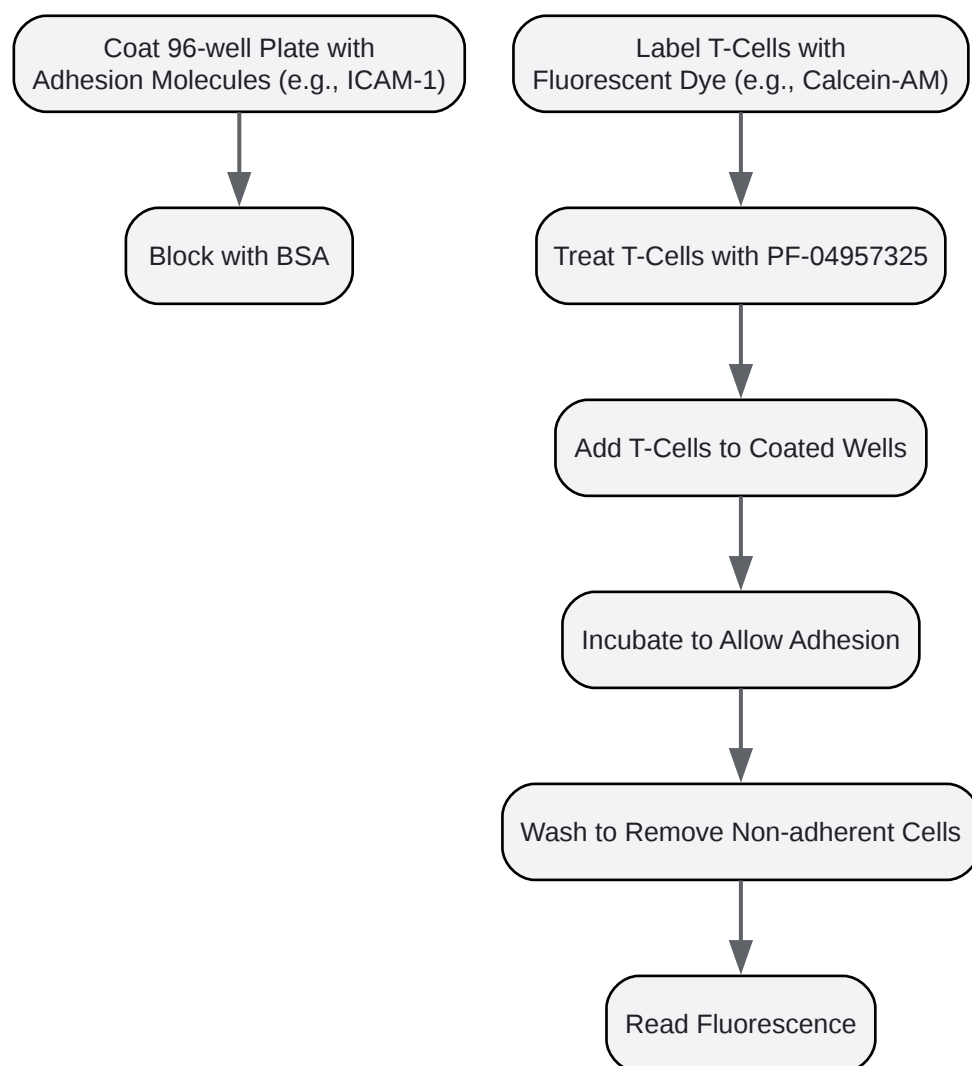 Coat 96-well Plate with
Adhesion Molecules (e.g., ICAM-1)
Block with BSA
Label T-Cells with
Fluorescent Dye (e.g., Calcein-AM)
Treat T-Cells with PF-04957325
Add T-Cells to Coated Wells
Incubate to Allow Adhesion
Wash to Remove Non-adherent Cells
Read Fluorescence